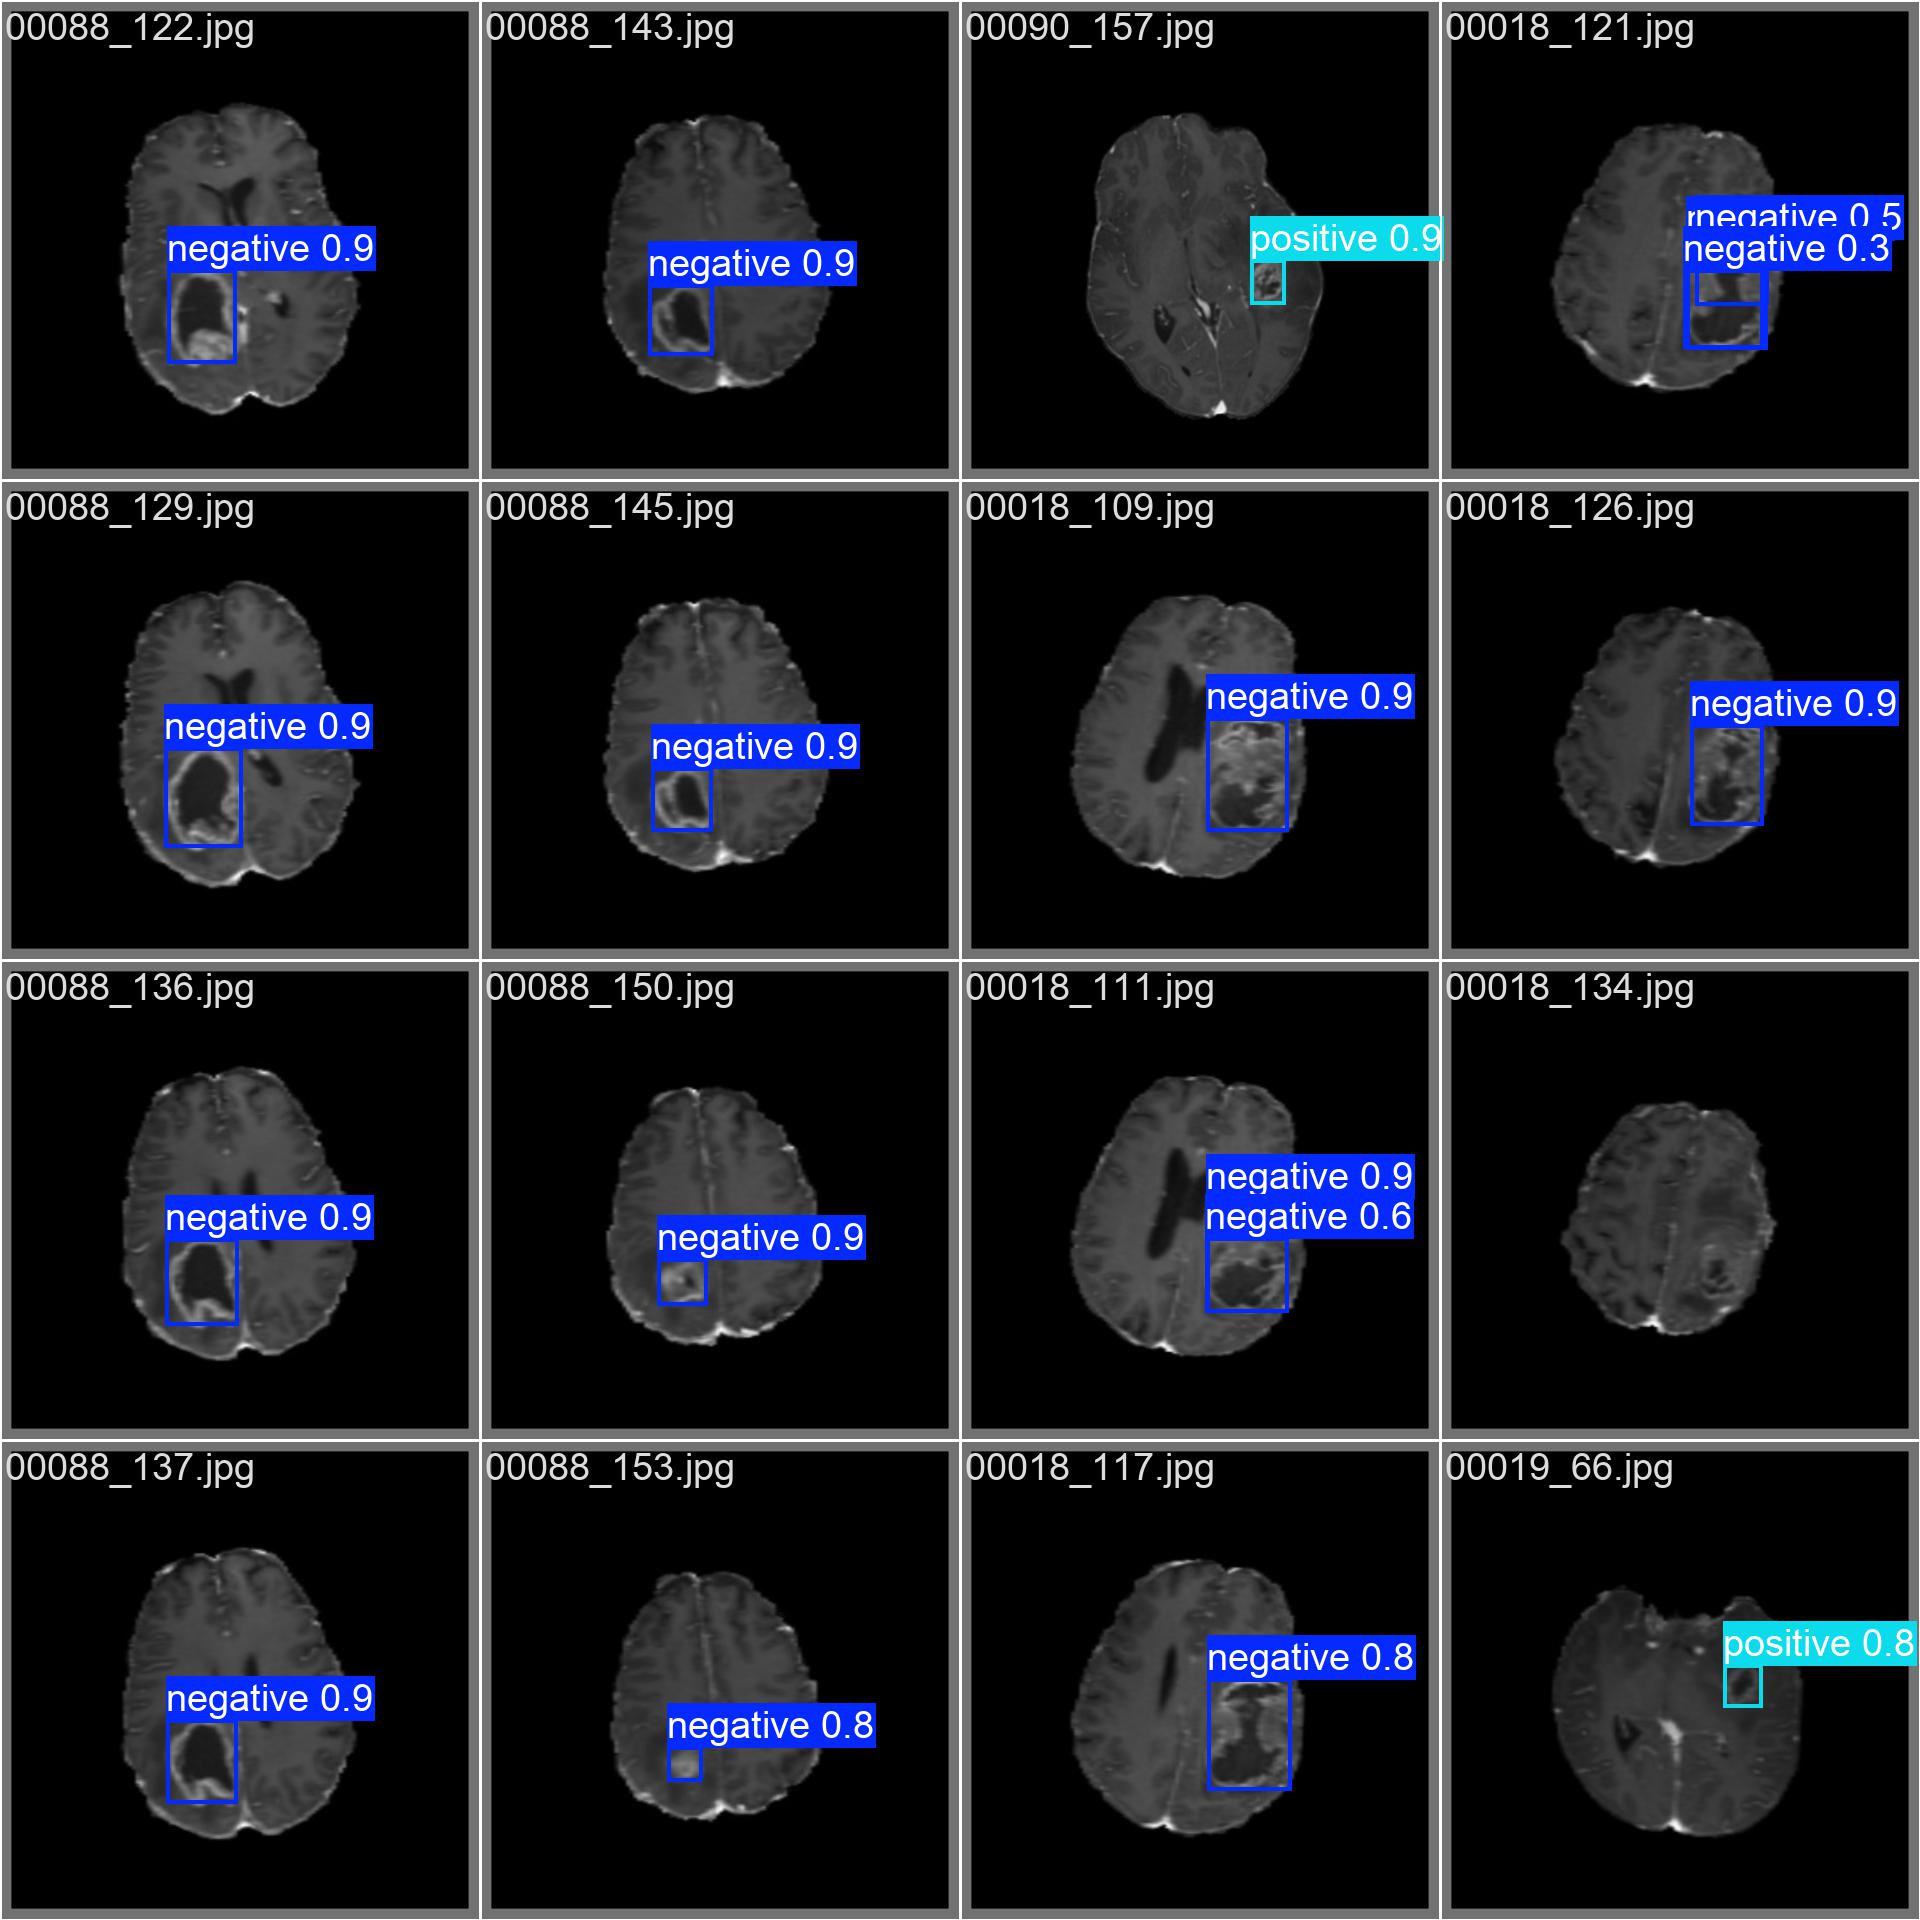 00088_122.jpg
negative 0.9
00088_143.jpg
negative 0.9
00090_157.jpg
positive 0.9
00018_121.jpg
negative 0.5
negative 0.3
00088_129.jpg
negative 0.9
00088_145.jpg
negative 0.9
00018_109.jpg
negative 0.9
00018_126.jpg
negative 0.9
00088_136.jpg
negative 0.9
00088_150.jpg
negative 0.9
00018_111.jpg
negative 0.9
negative 0.6
00018_134.jpg
00088_137.jpg
negative 0.9
00088_153.jpg
negative 0.8
00018_117.jpg
negative 0.8
00019_66.jpg
positive 0.8